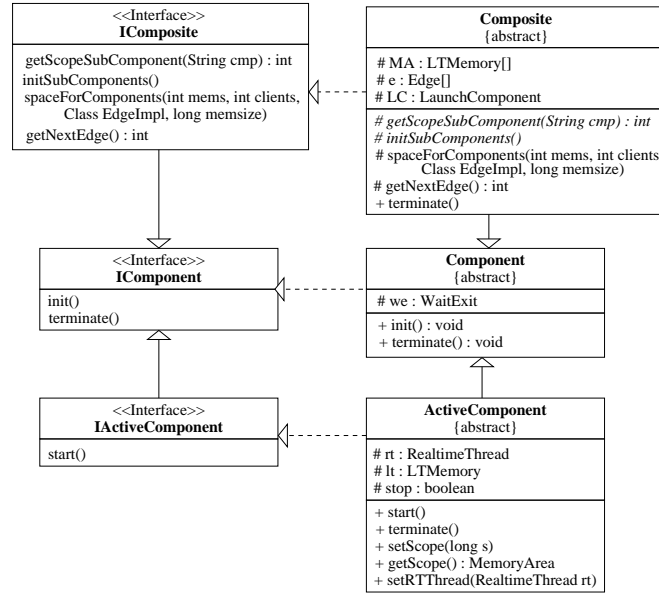 <<Interface>>
IComposite
getScopeSubComponent(String cmp) : int
initSubComponents()
spaceForComponents(int mems, int clients,
Class EdgeImpl, long memsize)
getNextEdge() : int
Composite
{abstract}
# MA : LTMemory[]
# e : Edge[]
# LC : LaunchComponent
# getScopeSubComponent(String cmp) : int
# initSubComponents()
# spaceForComponents(int mems, int clients,
Class EdgeImpl, long memsize)
# getNextEdge() : int
+ terminate()
<<Interface>>
IComponent
init()
terminate()
Component
{abstract}
# we : WaitExit
+ init() : void
+ terminate() : void
<<Interface>>
IActiveComponent
start()
ActiveComponent
{abstract}
# rt : RealtimeThread
# lt : LTMemory
# stop : boolean
+ start()
+ terminate()
+ setScope(long s)
+ getScope() : MemoryArea
+ setRTThread(RealtimeThread rt)